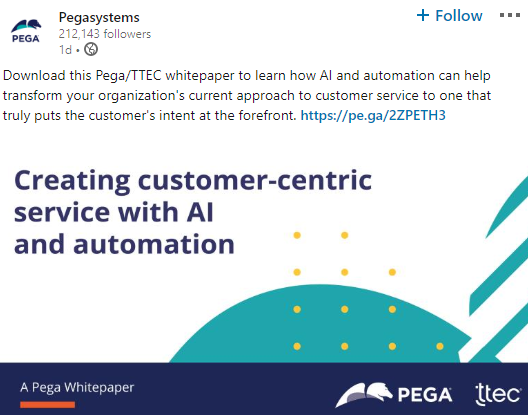 PEGA
Pegasystems
212,143 followers
1d •
+ Follow
Download this Pega/TTEC whitepaper to learn how AI and automation can help
transform your organization's current approach to customer service to one that
truly puts the customer's intent at the forefront. https://pe.ga/2ZPETH3
Creating customer-centric
service with AI
and automation
A Pega Whitepaper
PEGA
ttec